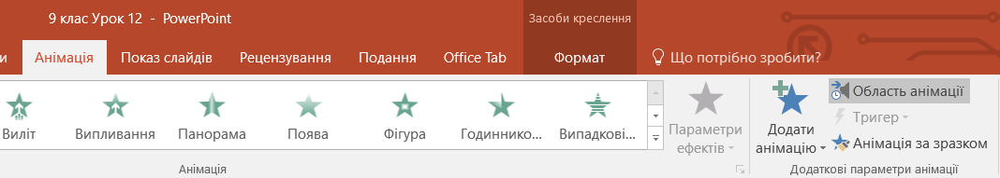 9 клас Урок 12 - PowerPoint
Засоби креслення
и
Анімація
Показ слайдів
Рецензування
Подання
Office Tab
Формат
Що потрібно зробити?
Виліт
Випливання
Панорама
Поява
Фігура
Годиннико...
Випадкові...
Параметри
ефектів
Додати
анімацію
Область анімації
Тригер
Анімація за зразком
Анімація
Додаткові параметри анімації